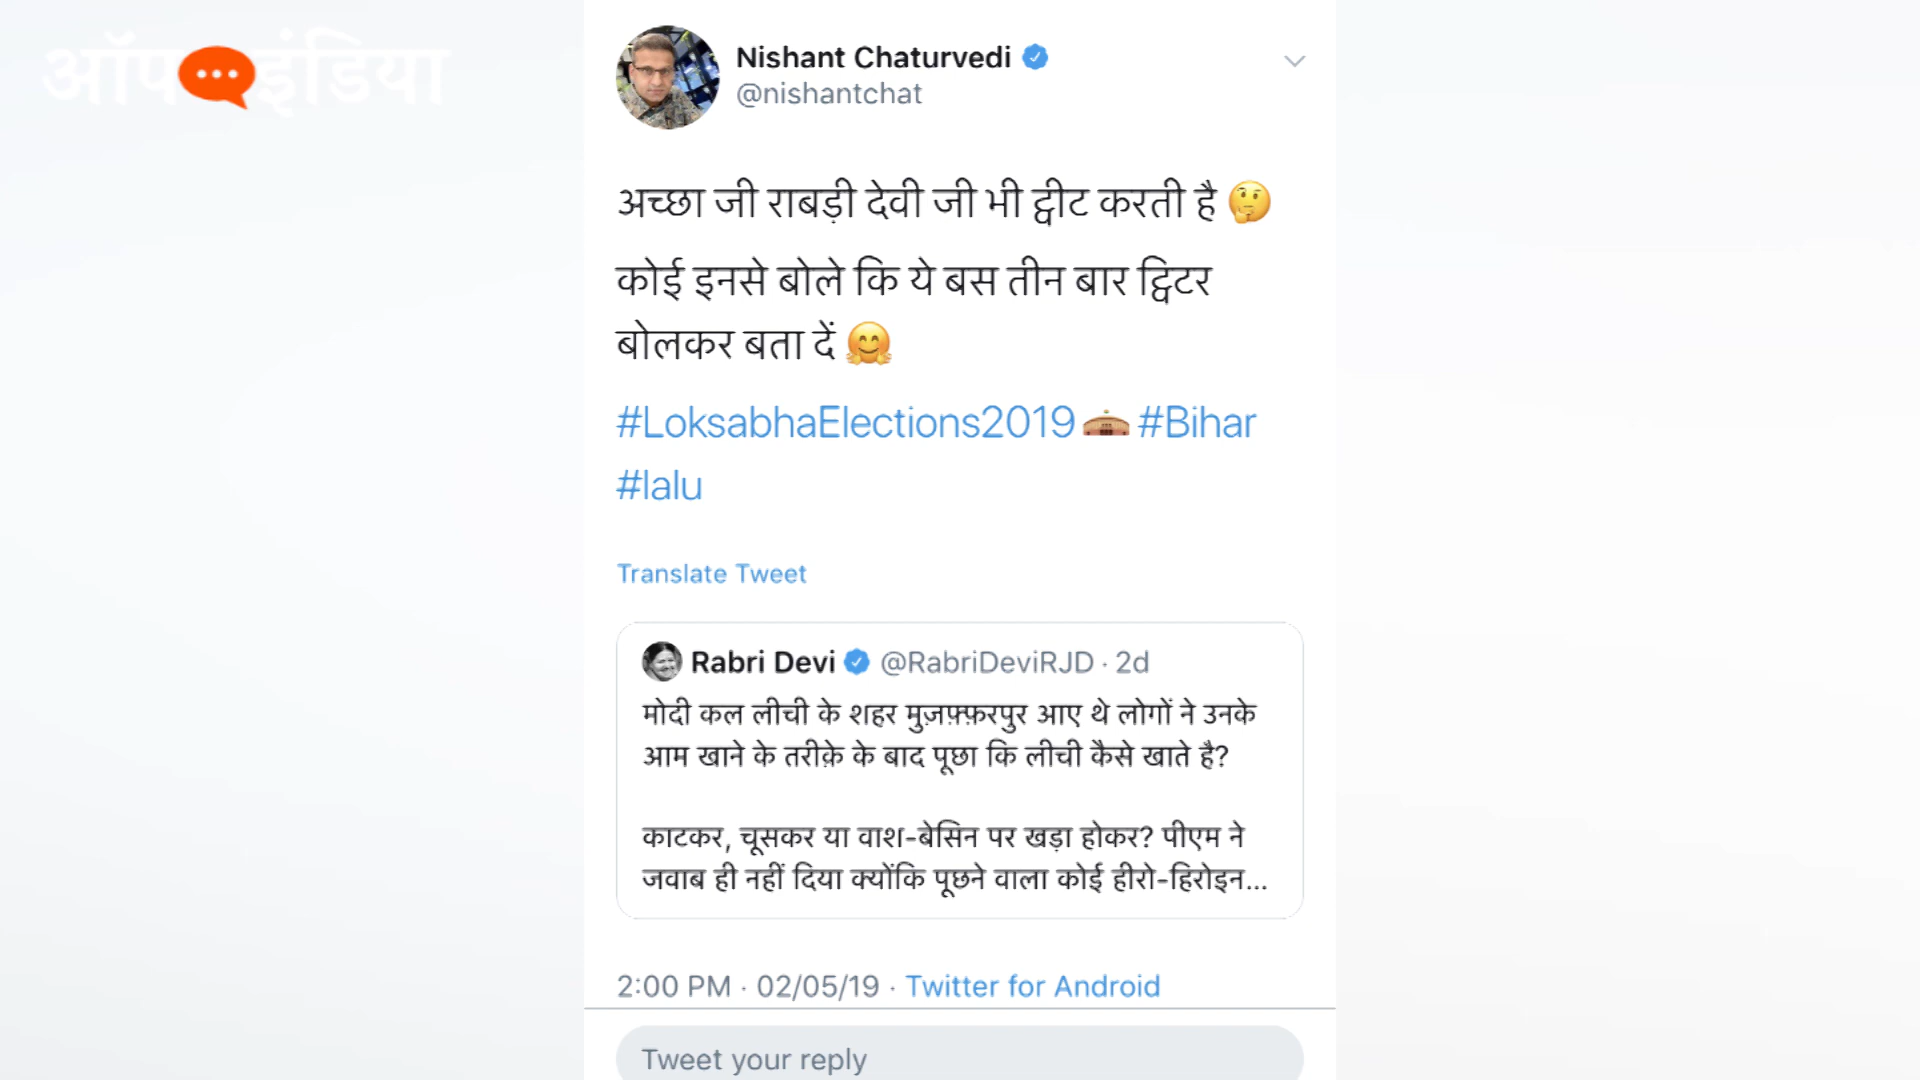 ऑप इंडिया
Nishant Chaturvedi
@nishantchat
अच्छा जी राबड़ी देवी जी भी ट्वीट करती है 🤔
कोई इनसे बोले कि ये बस तीन बार ट्विटर
बोलकर बता दें 🤗
#LoksabhaElections2019 #Bihar
#lalu
Translate Tweet
Rabri Devi @RabriDeviRJD · 2d
मोदी कल लीची के शहर मुज़फ़्फ़रपुर आए थे लोगों ने उनके
आम खाने के तरीक़े के बाद पूछा कि लीची कैसे खाते है?
काटकर, चूसकर या वाश-बेसिन पर खड़ा होकर? पीएम ने
जवाब ही नहीं दिया क्योंकि पूछने वाला कोई हीरो-हिरोइन...
2:00 PM · 02/05/19 · Twitter for Android
Tweet your reply